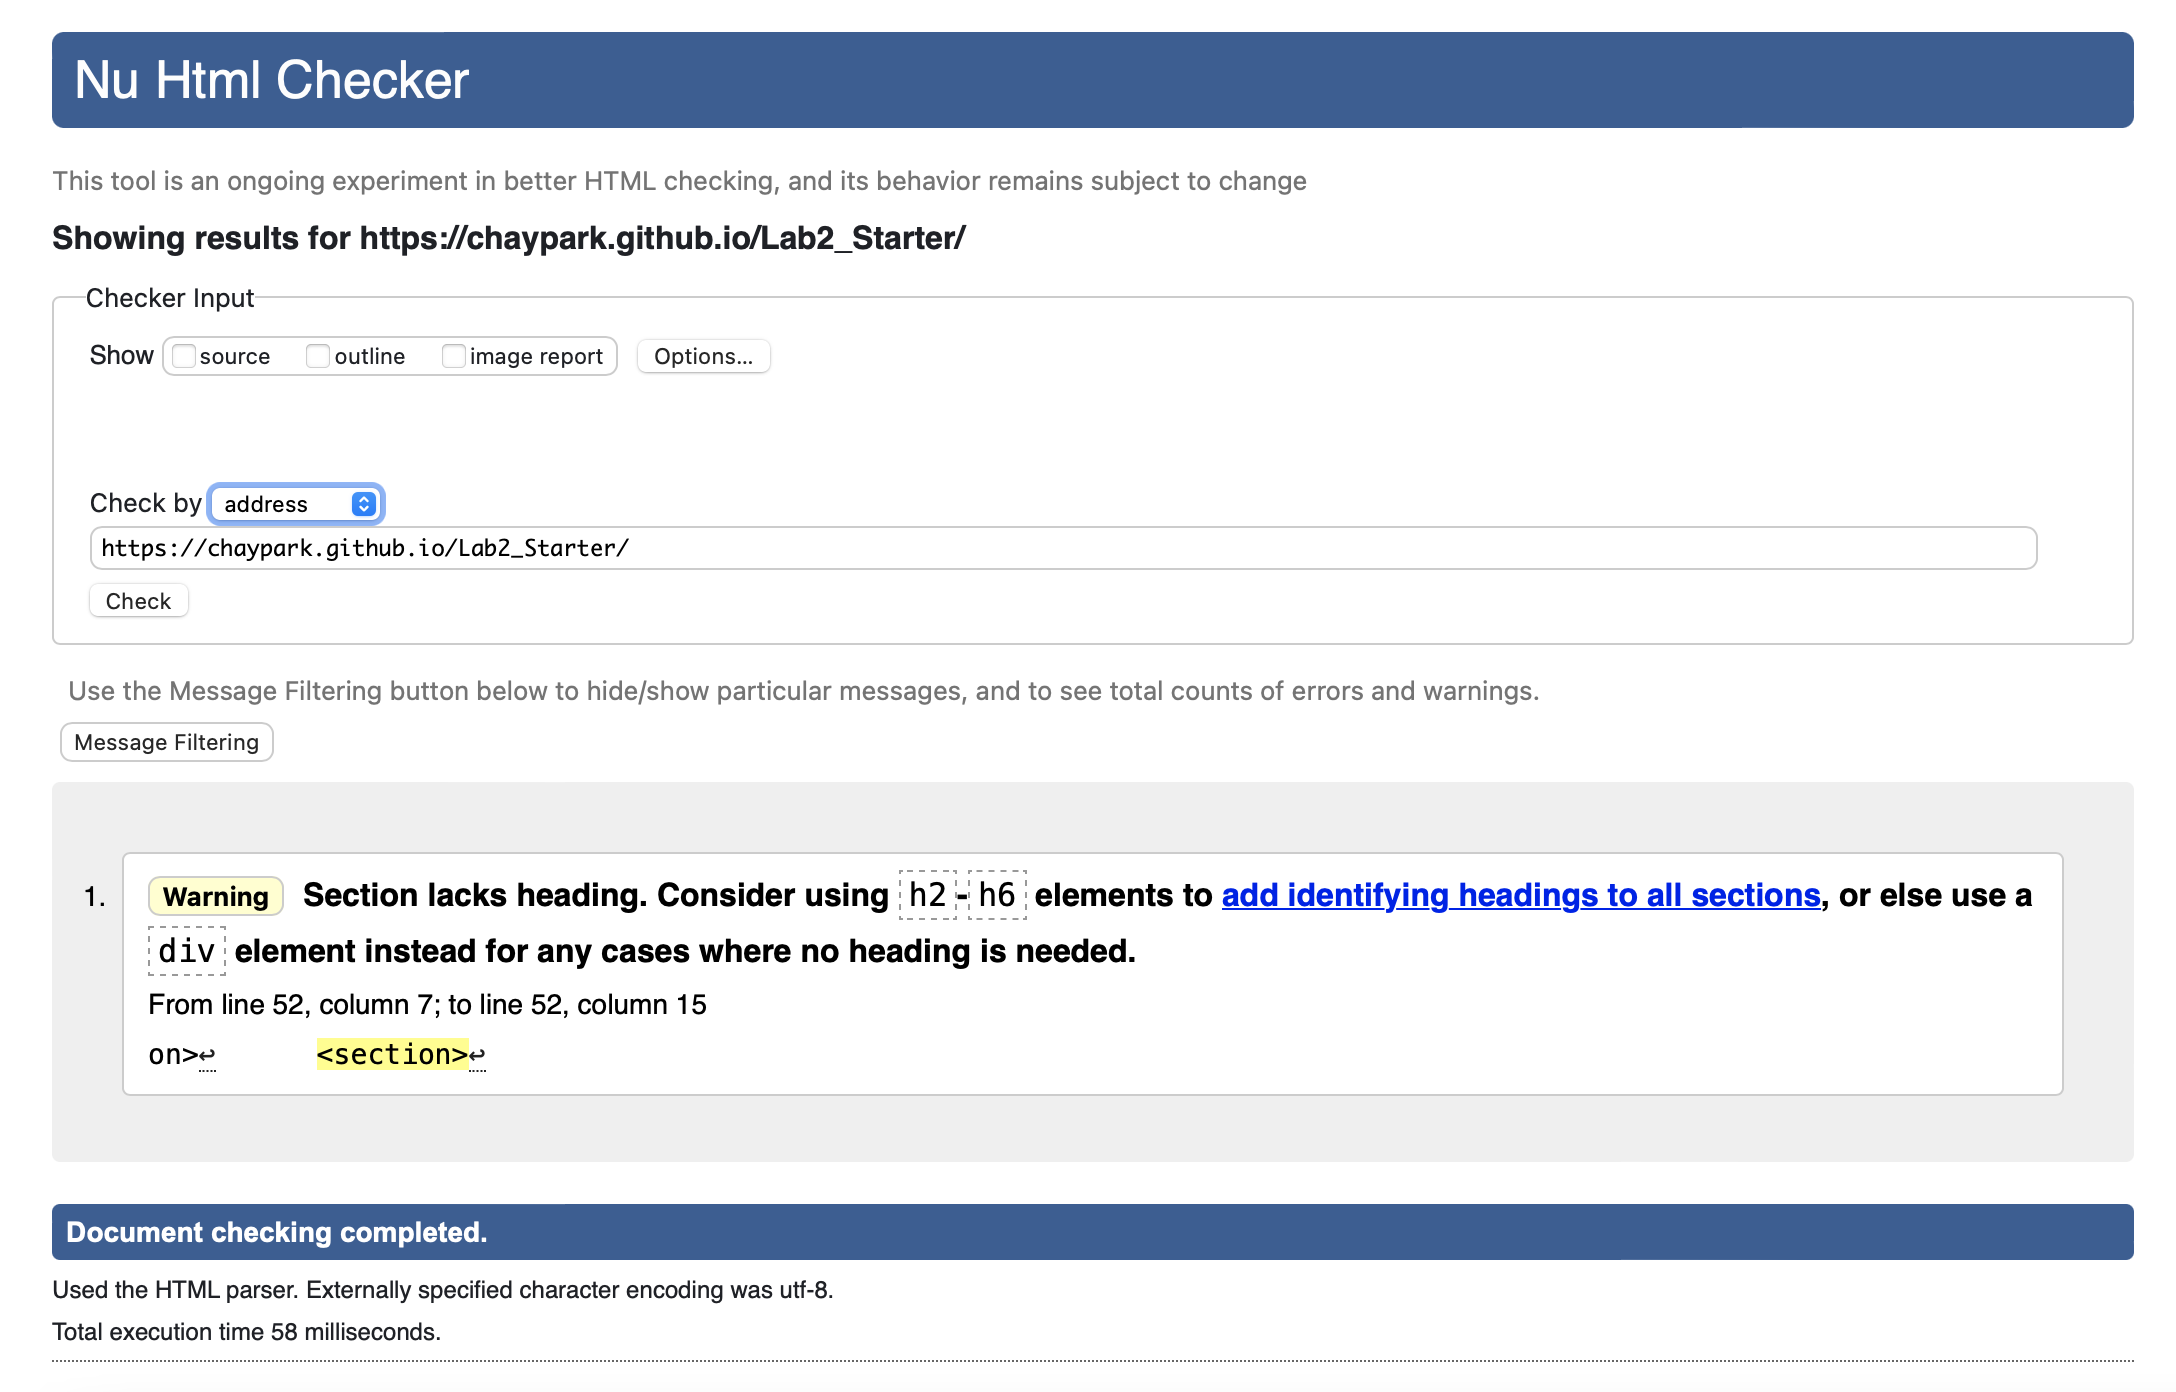 Nu Html Checker
This tool is an ongoing experiment in better HTML checking, and its behavior remains subject to change
Showing results for https://chaypark.github.io/Lab2_Starter/
Checker Input
Show source outline image report Options...
Check by address
https://chaypark.github.io/Lab2_Starter/
Check
Use the Message Filtering button below to hide/show particular messages, and to see total counts of errors and warnings.
Message Filtering
1. Warning Section lacks heading. Consider using h2-h6 elements to add identifying headings to all sections, or else use a
div element instead for any cases where no heading is needed.
From line 52, column 7; to line 52, column 15
on>↩ <section>↩
Document checking completed.
Used the HTML parser. Externally specified character encoding was utf-8.
Total execution time 58 milliseconds.